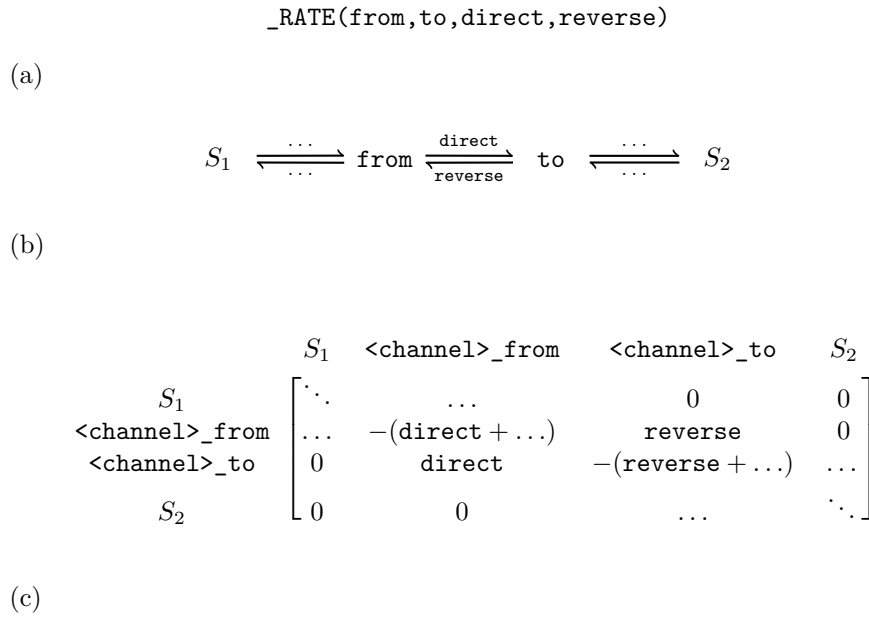 _RATE(from,to,direct,reverse)
(a)
... direct ...
S₁ ⇌ from ⇌ to ⇌ S₂
... reverse ...
(b)
S₁ <channel>_from <channel>_to S₂
S₁ ⋱ ... 0 0
<channel>_from ... −(direct + ...) reverse 0
<channel>_to 0 direct −(reverse + ...) ...
S₂ 0 0 ... ⋱
(c)